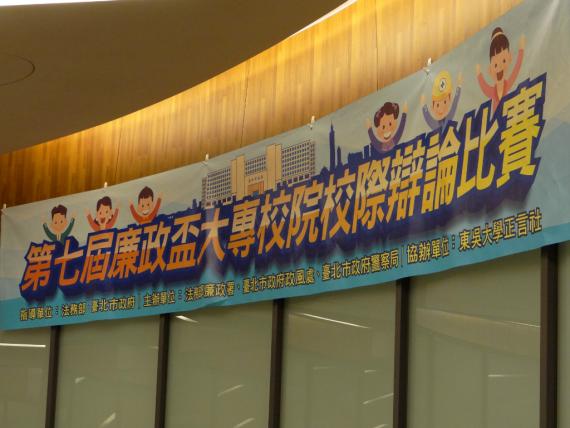 第七屆廉政盃大專校院校際辯論比賽
指導單位：法務部、臺北市政府│主辦單位：法務部廉政署、臺北市政府政風處、臺北市政府警察局│協辦單位：東吳大學正言社